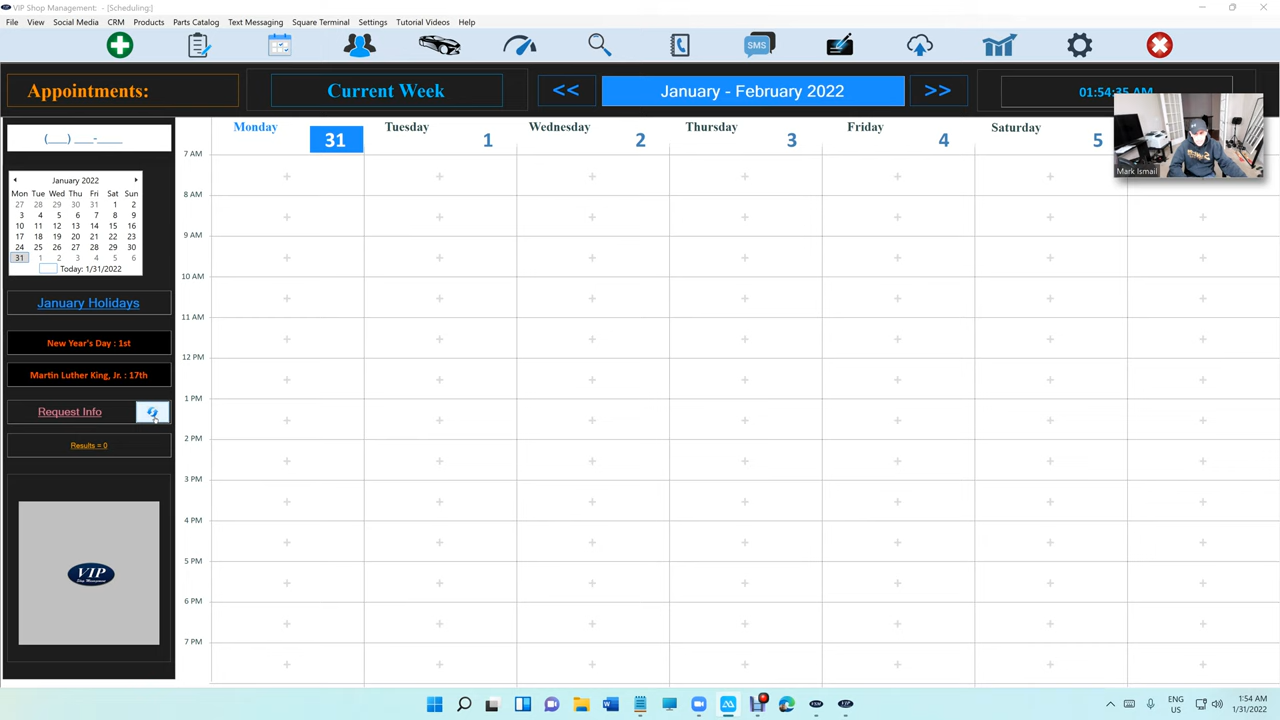 VIP Shop Management: - [Scheduling;]
File View Social Media CRM Products Parts Catalog Text Messaging Square Terminal Settings Tutorial Videos Help
SMS
Appointments:
Current Week
<< January - February 2022 >>
01:54:35 AM
Mark Ismail
(___) ___-____
January 2022
Mon Tue Wed Thu Fri Sat Sun
27 28 29 30 31 1 2
3 4 5 6 7 8 9
10 11 12 13 14 15 16
17 18 19 20 21 22 23
24 25 26 27 28 29 30
31 1 2 3 4 5 6
Today: 1/31/2022
January Holidays
New Year's Day : 1st
Martin Luther King, Jr. : 17th
Request Info
Results = 0
VIP
Shop Management
Monday 31 Tuesday 1 Wednesday 2 Thursday 3 Friday 4 Saturday 5
7 AM
8 AM
9 AM
10 AM
11 AM
12 PM
1 PM
2 PM
3 PM
4 PM
5 PM
6 PM
7 PM
ENG
US
1:54 AM
1/31/2022